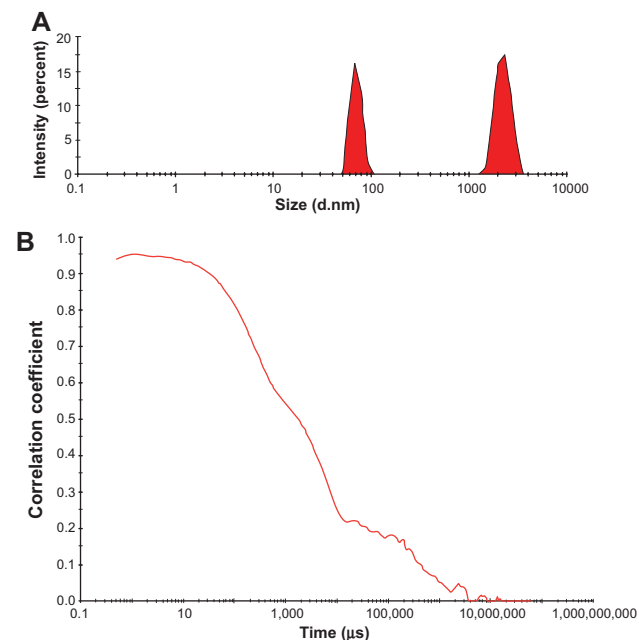 A
Intensity (percent)
20
15
10
5
0
0.1 1 10 100 1000 10000
Size (d.nm)
B
Correlation coefficient
1.0
0.9
0.8
0.7
0.6
0.5
0.4
0.3
0.2
0.1
0.0
0.1 10 1,000 100,000 10,000,000 1,000,000,000
Time (µs)